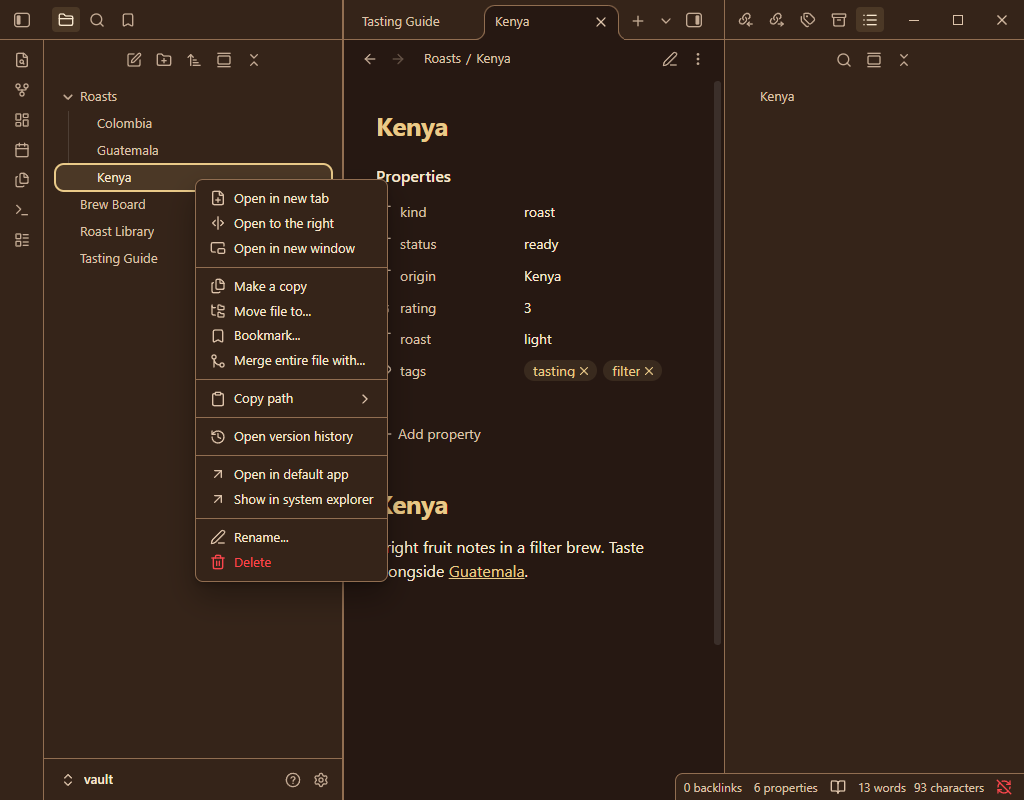 Tasting Guide
Kenya
Roasts / Kenya
Roasts
Colombia
Guatemala
Kenya
Brew Board
Roast Library
Tasting Guide
Open in new tab
Open to the right
Open in new window
Make a copy
Move file to...
Bookmark...
Merge entire file with...
Copy path
Open version history
Open in default app
Show in system explorer
Rename...
Delete
Kenya
Properties
kind roast
status ready
origin Kenya
rating 3
roast light
tags tasting filter
Add property
Kenya
right fruit notes in a filter brew. Taste
ongside Guatemala.
Kenya
vault
0 backlinks 6 properties 13 words 93 characters